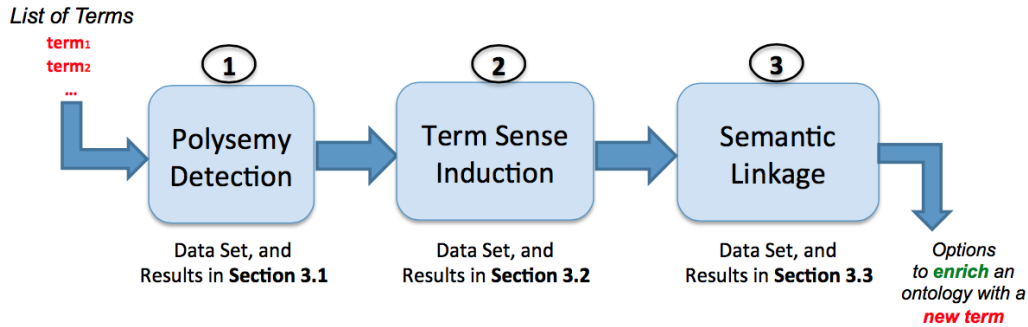 List of Terms
term1
term2
...
1
Polysemy
Detection
Data Set, and
Results in Section 3.1
2
Term Sense
Induction
Data Set, and
Results in Section 3.2
3
Semantic
Linkage
Data Set, and
Results in Section 3.3
Options
to enrich an
ontology with a
new term